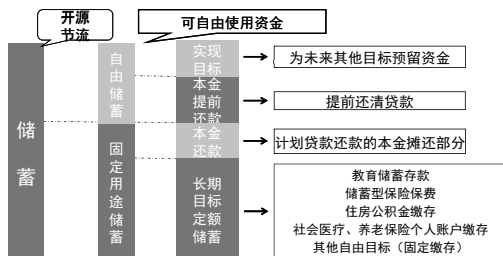 开源
节流
可自由使用资金
储
蓄
自
由
储
蓄
固
定
用
途
储
蓄
实现
目标
本金
提前
还款
本金
还款
长期
目标
定额
储蓄
为未来其他目标预留资金
提前还清贷款
计划贷款还款的本金摊还部分
教育储蓄存款
储蓄型保险保费
住房公积金缴存
社会医疗、养老保险个人账户缴存
其他自由目标（固定缴存）